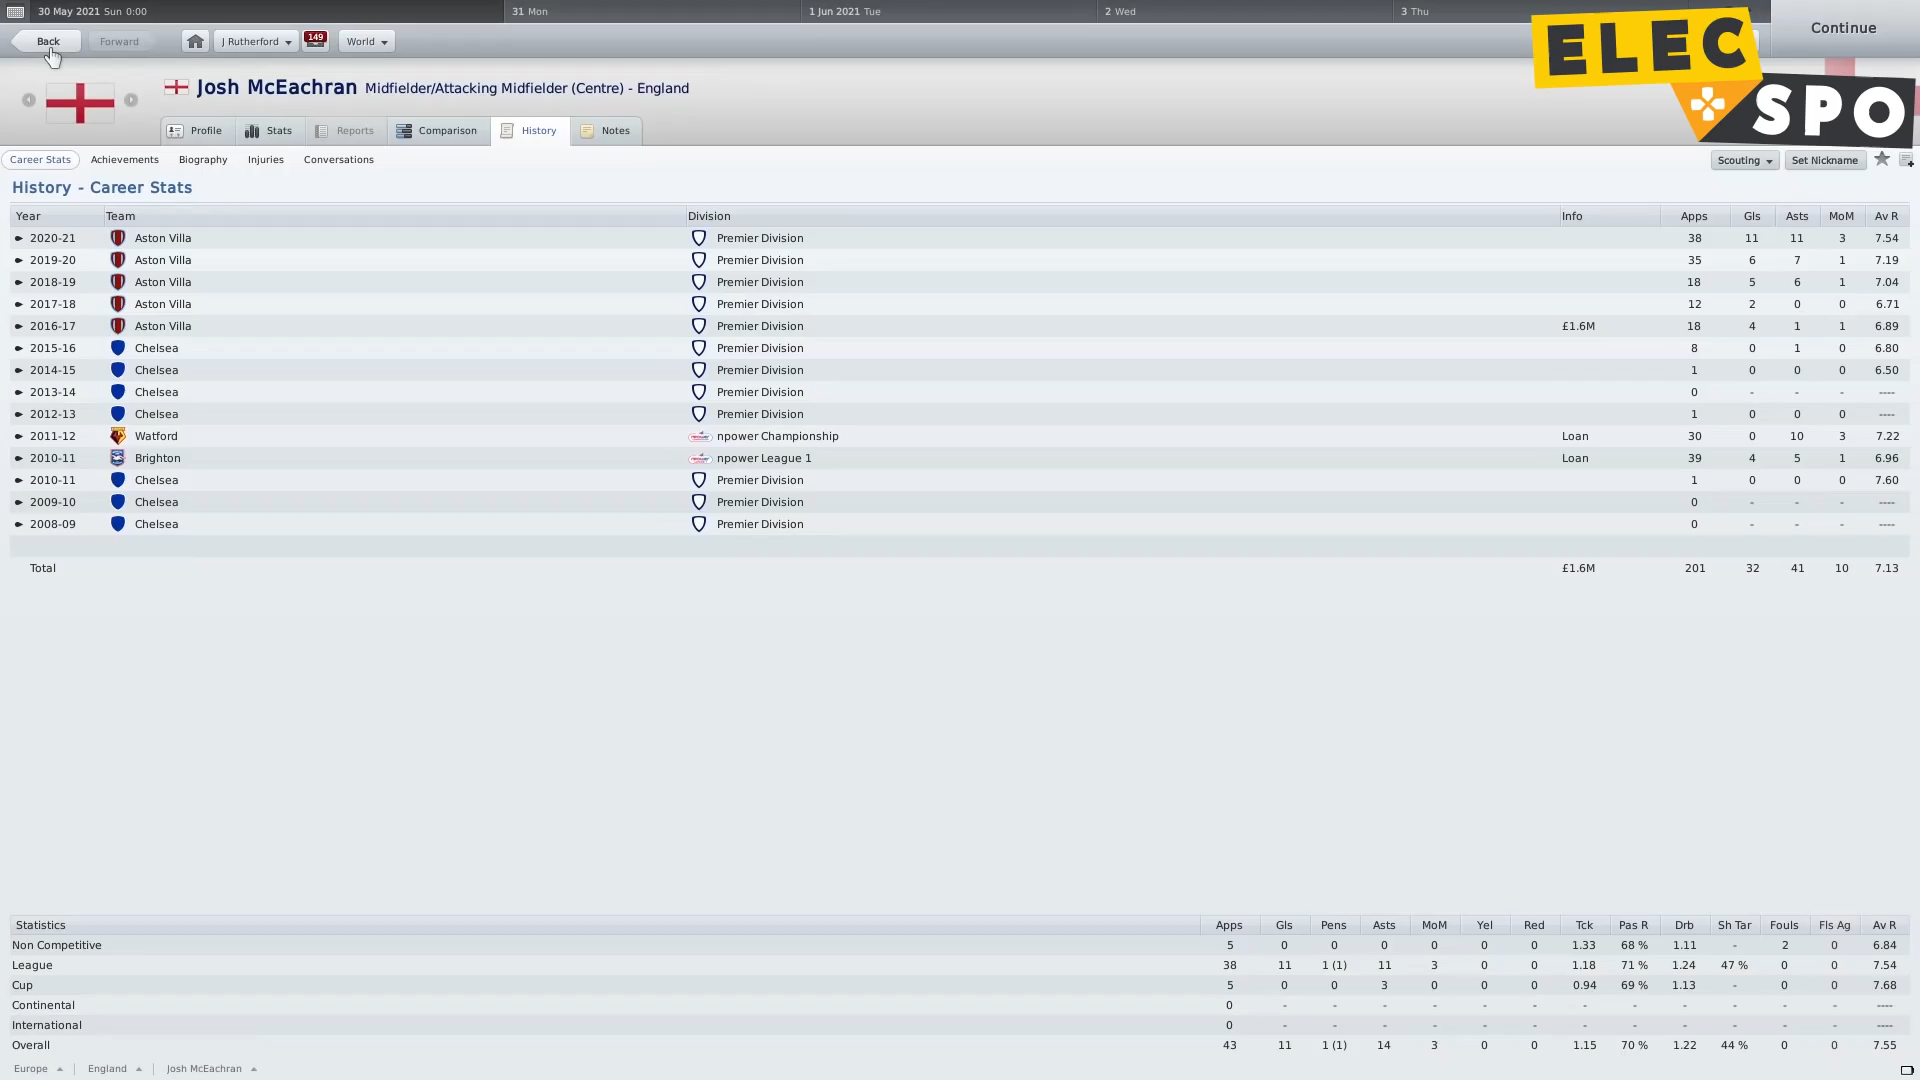 30 May 2021 Sun 0:00 31 Mon 1 Jun 2021 Tue 2 Wed 3 Thu
Back Forward J Rutherford 149 World Continue
ELEC
SPO
Josh McEachran Midfielder/Attacking Midfielder (Centre) - England
Profile Stats Reports Comparison History Notes
Career Stats Achievements Biography Injuries Conversations Scouting Set Nickname
History - Career Stats
Year Team Division Info Apps Gls Asts MoM Av R
2020-21 Aston Villa Premier Division 38 11 11 3 7.54
2019-20 Aston Villa Premier Division 35 6 7 1 7.19
2018-19 Aston Villa Premier Division 18 5 6 1 7.04
2017-18 Aston Villa Premier Division 12 2 0 0 6.71
2016-17 Aston Villa Premier Division £1.6M 18 4 1 1 6.89
2015-16 Chelsea Premier Division 8 0 1 0 6.80
2014-15 Chelsea Premier Division 1 0 0 0 6.50
2013-14 Chelsea Premier Division 0 - - - ----
2012-13 Chelsea Premier Division 1 0 0 0 ----
2011-12 Watford npower Championship Loan 30 0 10 3 7.22
2010-11 Brighton npower League 1 Loan 39 4 5 1 6.96
2010-11 Chelsea Premier Division 1 0 0 0 7.60
2009-10 Chelsea Premier Division 0 - - - ----
2008-09 Chelsea Premier Division 0 - - - ----
Total £1.6M 201 32 41 10 7.13
Statistics Apps Gls Pens Asts MoM Yel Red Tck Pas R Drb Sh Tar Fouls Fls Ag Av R
Non Competitive 5 0 0 0 0 0 0 1.33 68 % 1.11 - 2 0 6.84
League 38 11 1 (1) 11 3 0 0 1.18 71 % 1.24 47 % 0 0 7.54
Cup 5 0 0 3 0 0 0 0.94 69 % 1.13 - 0 0 7.68
Continental 0 - - - - - - - - - - - - ----
International 0 - - - - - - - - - - - - ----
Overall 43 11 1 (1) 14 3 0 0 1.15 70 % 1.22 44 % 0 0 7.55
Europe England Josh McEachran